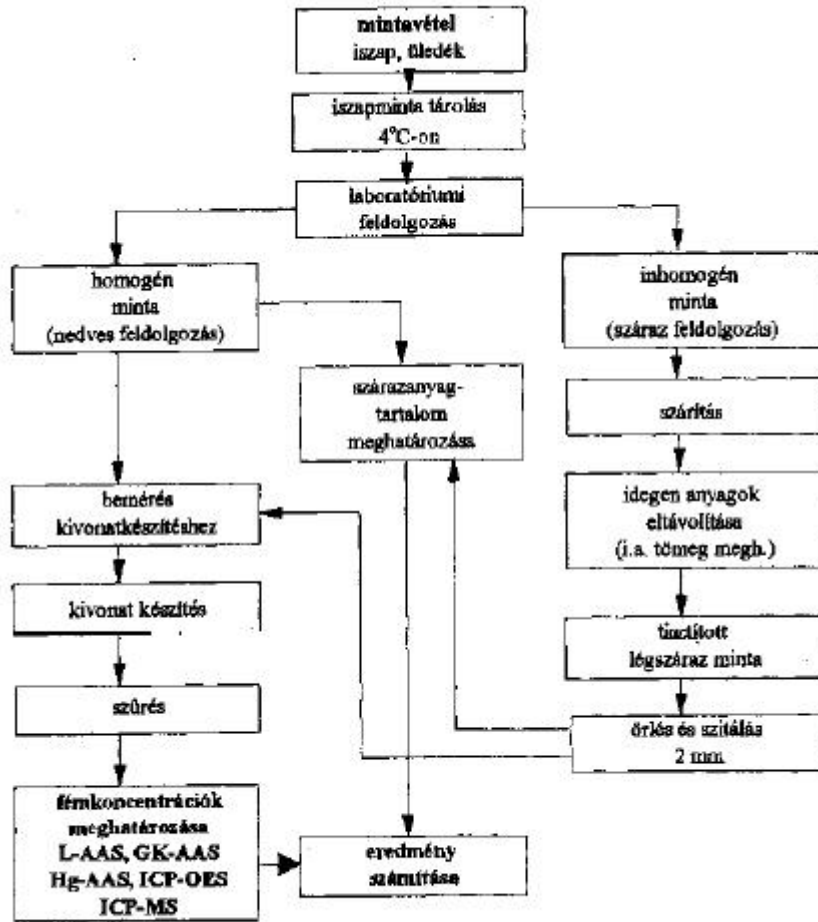 mintavétel
iszap, üledék
iszapminta tárolás
4°C-on
laboratóriumi
feldolgozás
homogén
minta
(nedves feldolgozás)
inhomogén
minta
(száraz feldolgozás)
szárazanyag-
tartalom
meghatározása
szárítás
bemérés
kivonatkészítéshez
idegen anyagok
eltávolítása
(i.a. tömeg megh.)
kivonat készítés
tisztított
légszáraz minta
szűrés
őrlés és szitálás
2 mm
fémkoncentrációk
meghatározása
L-AAS, GK-AAS
Hg-AAS, ICP-OES
ICP-MS
eredmény
számítása